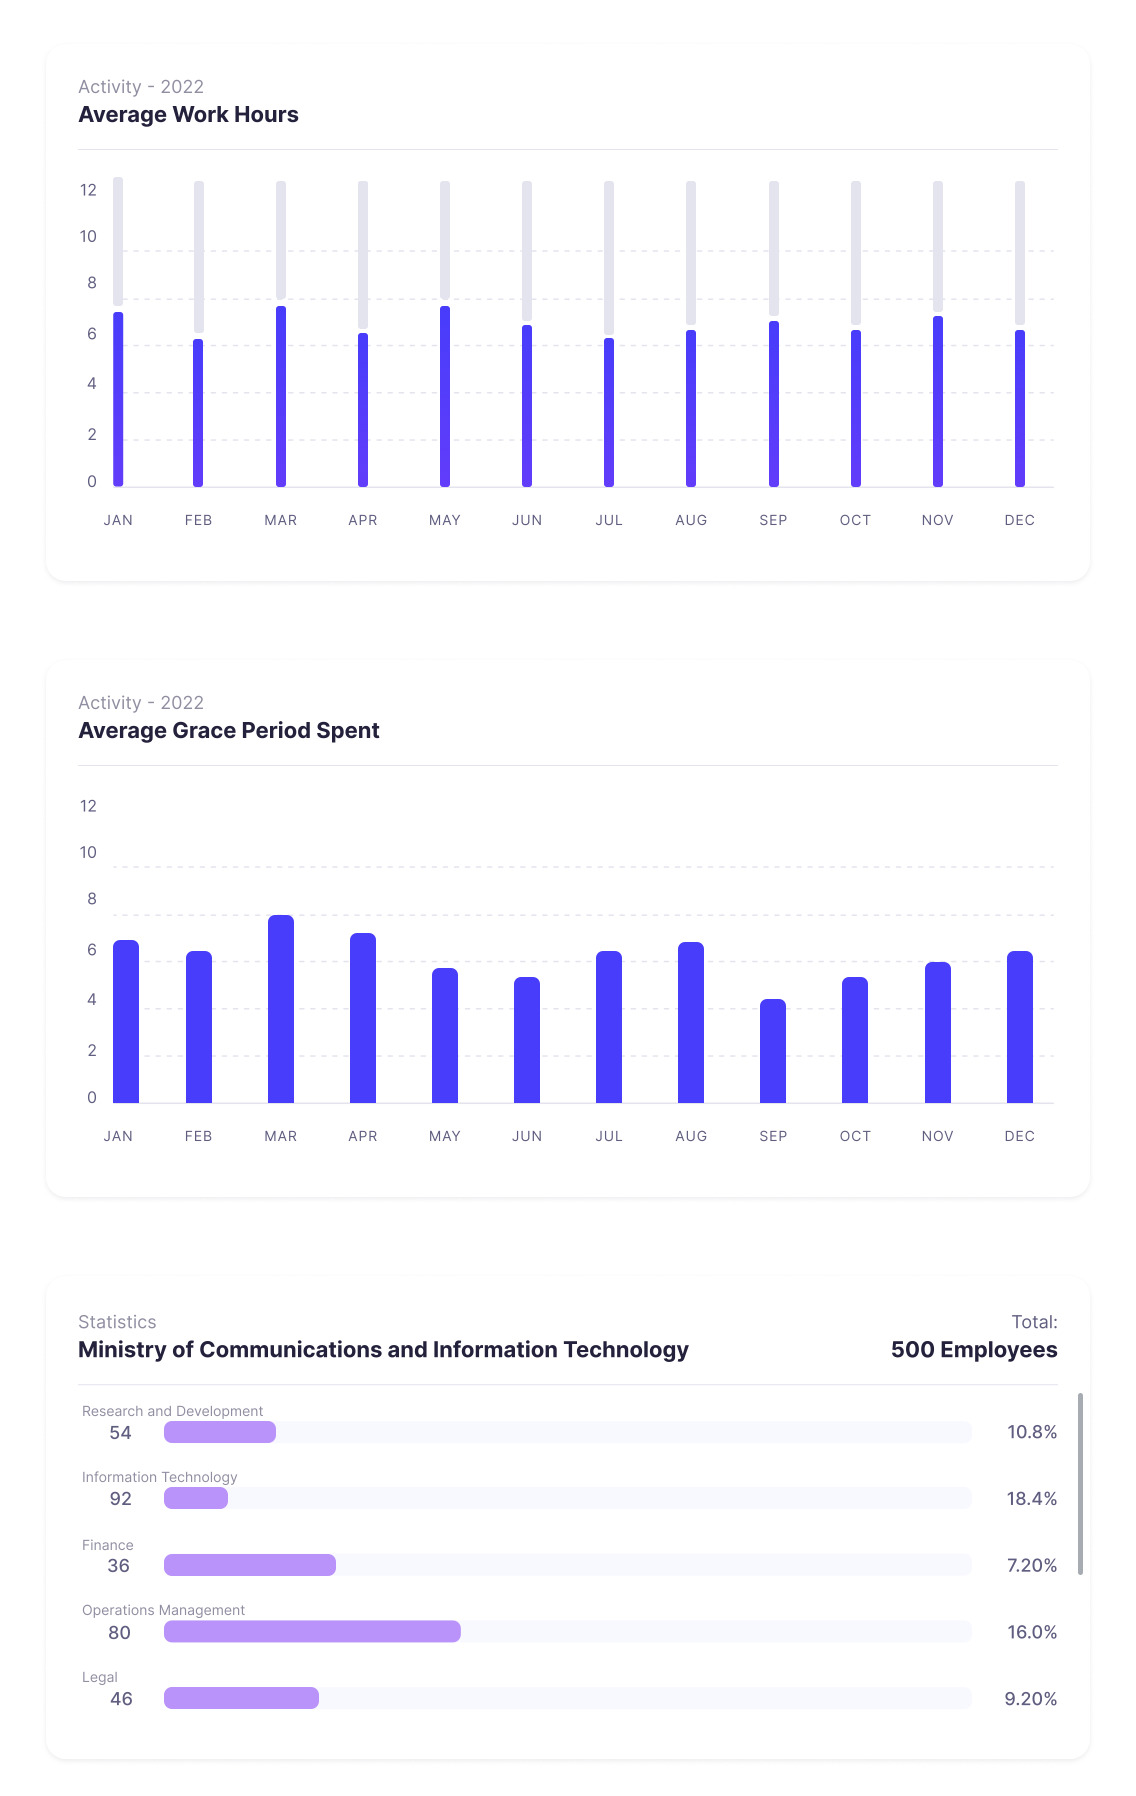 Activity - 2022
Average Work Hours
12
10
8
6
4
2
0
JAN FEB MAR APR MAY JUN JUL AUG SEP OCT NOV DEC
Activity - 2022
Average Grace Period Spent
12
10
8
6
4
2
0
JAN FEB MAR APR MAY JUN JUL AUG SEP OCT NOV DEC
Statistics Total:
Ministry of Communications and Information Technology 500 Employees
Research and Development
54 10.8%
Information Technology
92 18.4%
Finance
36 7.20%
Operations Management
80 16.0%
Legal
46 9.20%